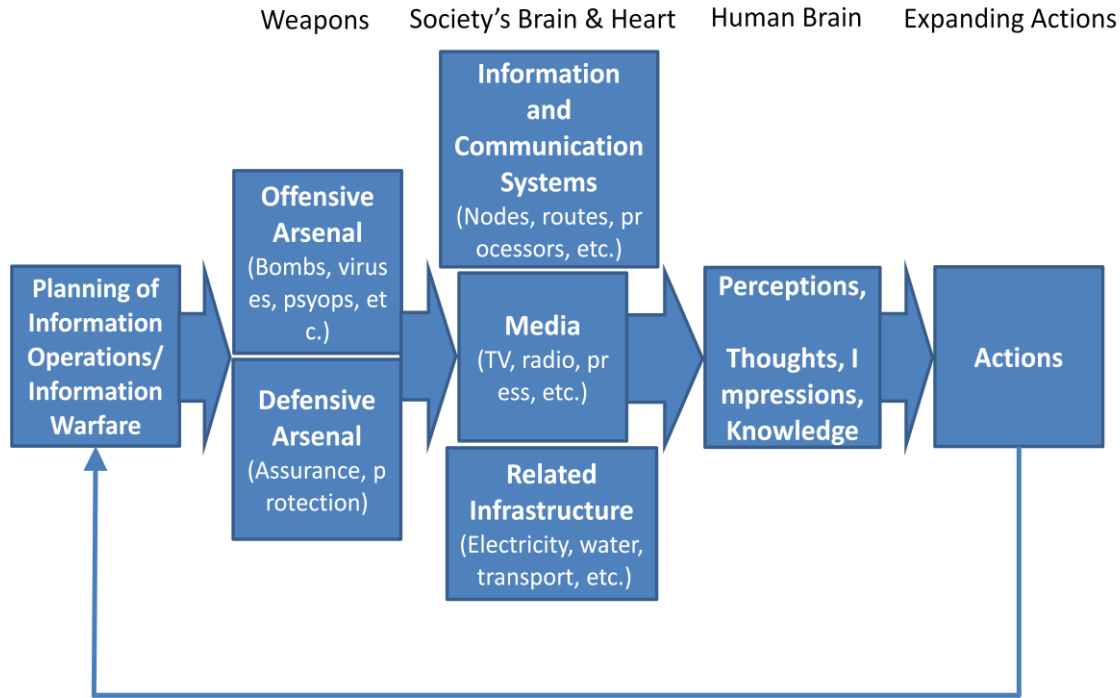 Weapons
Society’s Brain & Heart
Human Brain
Expanding Actions
Planning of
Information
Operations/
Information
Warfare
Offensive
Arsenal
(Bombs, virus
es, psyops, et
c.)
Defensive
Arsenal
(Assurance, p
rotection)
Information
and
Communication
Systems
(Nodes, routes, pr
ocessors, etc.)
Media
(TV, radio, pr
ess, etc.)
Related
Infrastructure
(Electricity, water,
transport, etc.)
Perceptions,
Thoughts, I
mpressions,
Knowledge
Actions